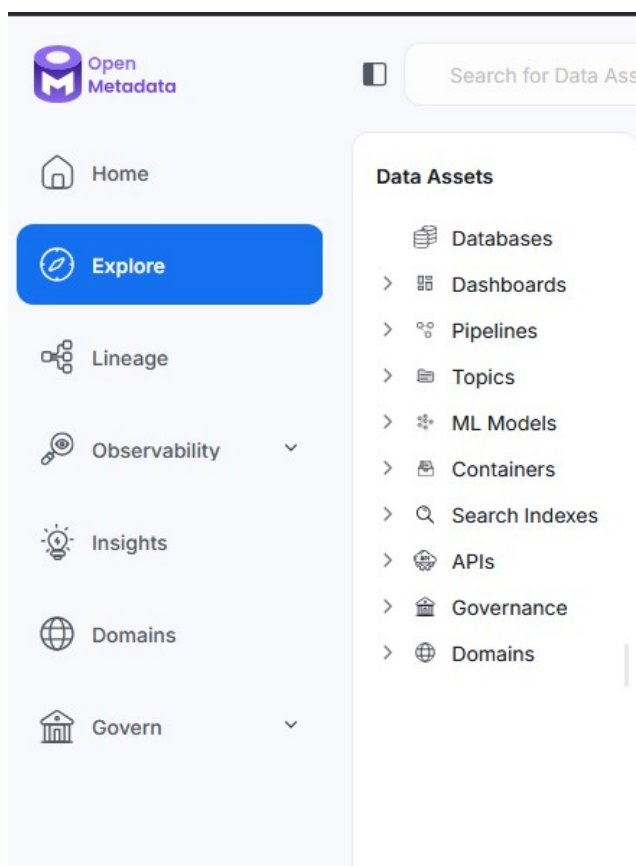 Open
Metadata
Search for Data Ass
Home
Explore
Lineage
Observability
Insights
Domains
Govern
Data Assets
Databases
Dashboards
Pipelines
Topics
ML Models
Containers
Search Indexes
APIs
Governance
Domains